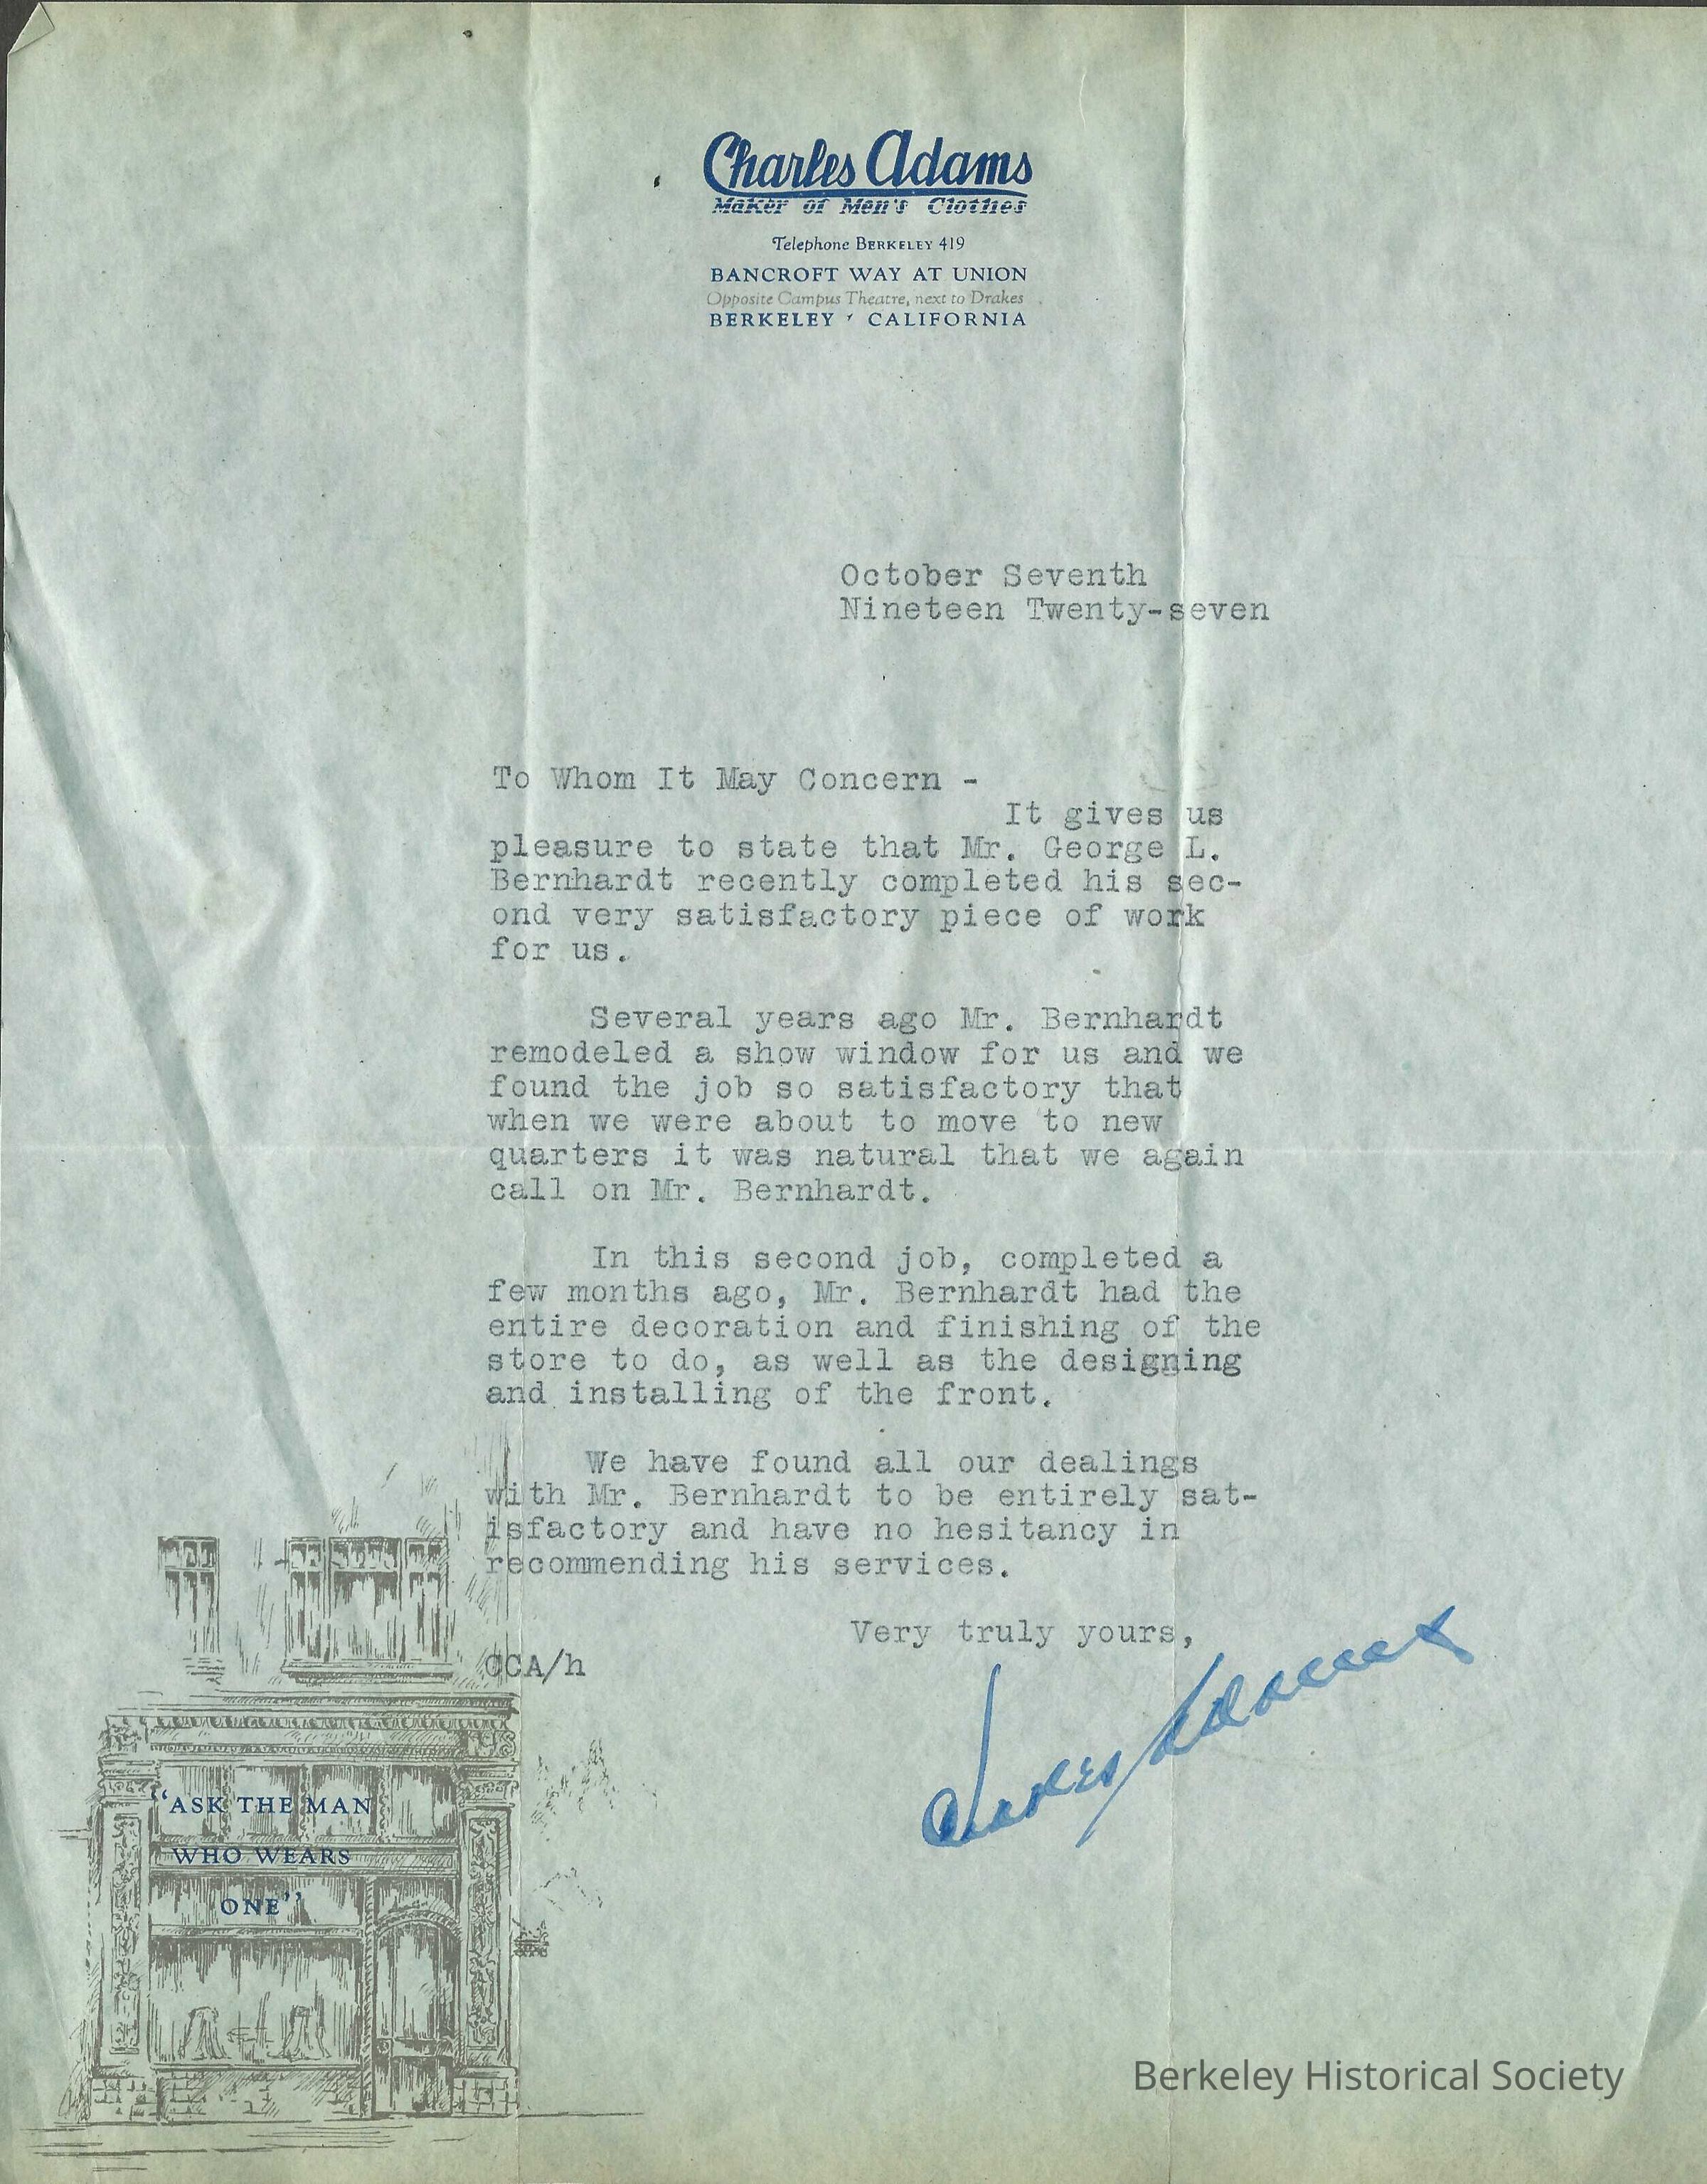 Charles Adams
Maker of Men's Clothes
Telephone BERKELEY 419
BANCROFT WAY AT UNION
Opposite Campus Theatre, next to Drakes
BERKELEY ′ CALIFORNIA
October Seventh
Nineteen Twenty-seven
To Whom It May Concern -
It gives us
pleasure to state that Mr. George L.
Bernhardt recently completed his sec-
ond very satisfactory piece of work
for us.
Several years ago Mr. Bernhardt
remodeled a show window for us and we
found the job so satisfactory that
when we were about to move to new
quarters it was natural that we again
call on Mr. Bernhardt.
In this second job, completed a
few months ago, Mr. Bernhardt had the
entire decoration and finishing of the
store to do, as well as the designing
and installing of the front.
We have found all our dealings
with Mr. Bernhardt to be entirely sat-
isfactory and have no hesitancy in
recommending his services.
Very truly yours,
CCA/h
Charles Adams
"ASK THE MAN
WHO WEARS
ONE"
Berkeley Historical Society